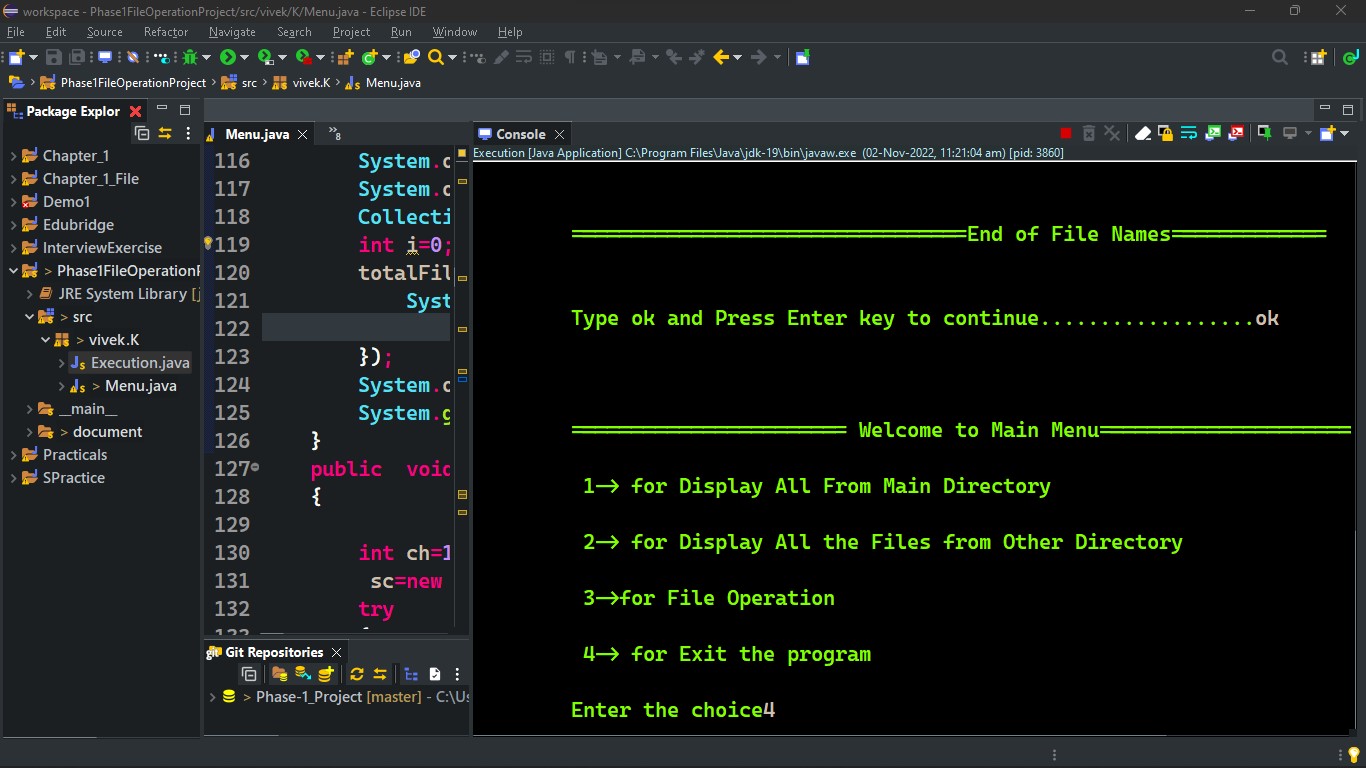 workspace - Phase1FileOperationProject/src/vivek/K/Menu.java - Eclipse IDE
File Edit Source Refactor Navigate Search Project Run Window Help
Phase1FileOperationProject > src > vivek.K > Menu.java
Package Explor
Chapter_1
Chapter_1_File
Demo1
Edubridge
InterviewExercise
> Phase1FileOperationP
JRE System Library [j
> src
> vivek.K
Execution.java
> Menu.java
__main__
> document
Practicals
SPractice
Menu.java
»8
116 System.o
117 System.o
118 Collecti
119 int i=0;
120 totalFil
121 Syst
122
123 });
124 System.o
125 System.g
126 }
127 public void
128 {
129
130 int ch=1
131 sc=new
132 try
133 {
git Git Repositories
> Phase-1_Project [master] - C:\Us
Console
Execution [Java Application] C:\Program Files\Java\jdk-19\bin\javaw.exe (02-Nov-2022, 11:21:04 am) [pid: 3860]
=================================End of File Names=============
Type ok and Press Enter key to continue..................ok
======================= Welcome to Main Menu=====================
1--> for Display All From Main Directory
2--> for Display All the Files from Other Directory
3-->for File Operation
4--> for Exit the program
Enter the choice4